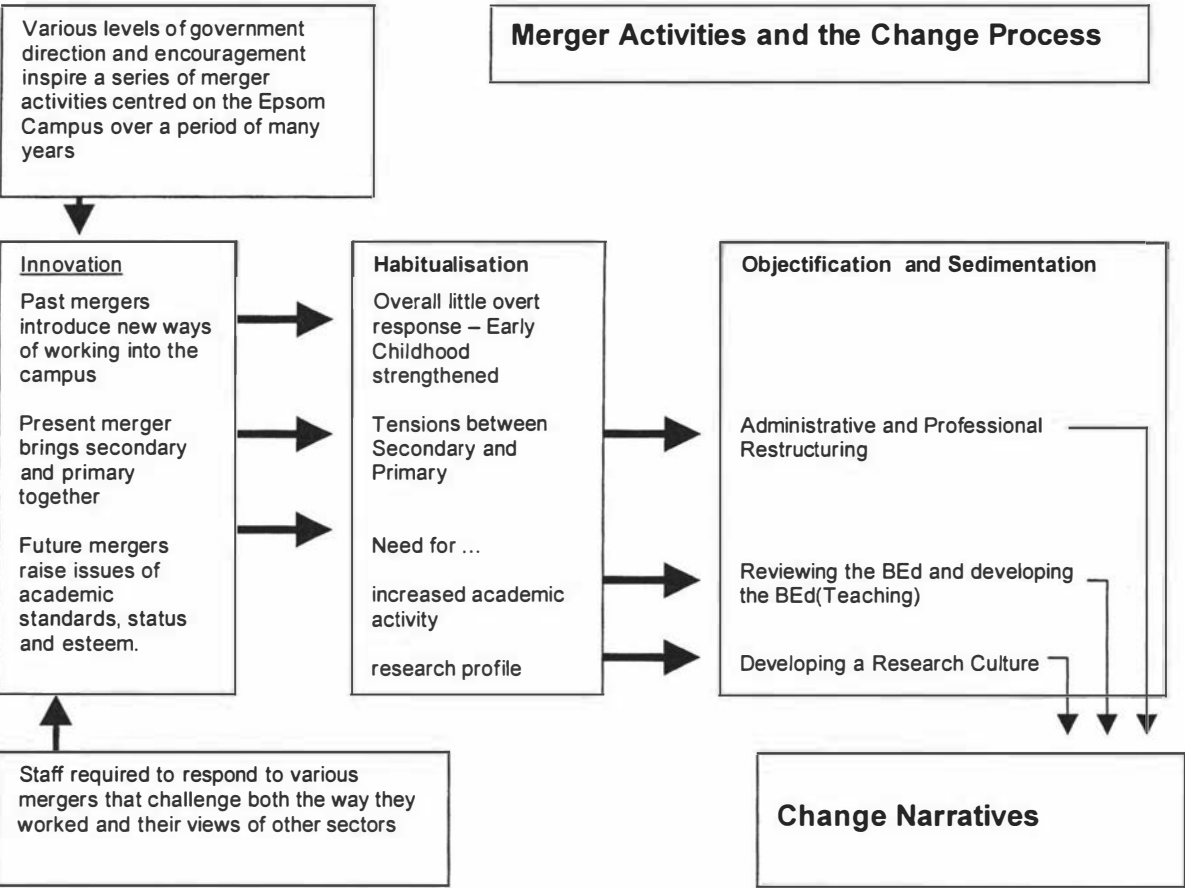 Various levels of government
direction and encouragement
inspire a series of merger
activities centred on the Epsom
Campus over a period of many
years
Merger Activities and the Change Process
Innovation
Past mergers
introduce new ways
of working into the
campus
Present merger
brings secondary
and primary
together
Future mergers
raise issues of
academic
standards, status
and esteem.
Habitualisation
Overall little overt
response – Early
Childhood
strengthened
Tensions between
Secondary and
Primary
Need for ...
increased academic
activity
research profile
Objectification and Sedimentation
Administrative and Professional
Restructuring
Reviewing the BEd and developing
the BEd(Teaching)
Developing a Research Culture
Staff required to respond to various
mergers that challenge both the way they
worked and their views of other sectors
Change Narratives